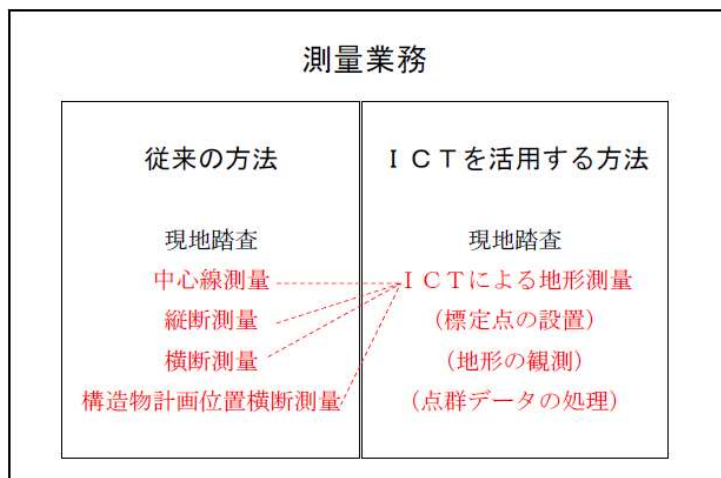 測量業務
従来の方法
現地踏査
中心線測量
縦断測量
横断測量
構造物計画位置横断測量
ＩＣＴを活用する方法
現地踏査
ＩＣＴによる地形測量
(標定点の設置)
(地形の観測)
(点群データの処理)